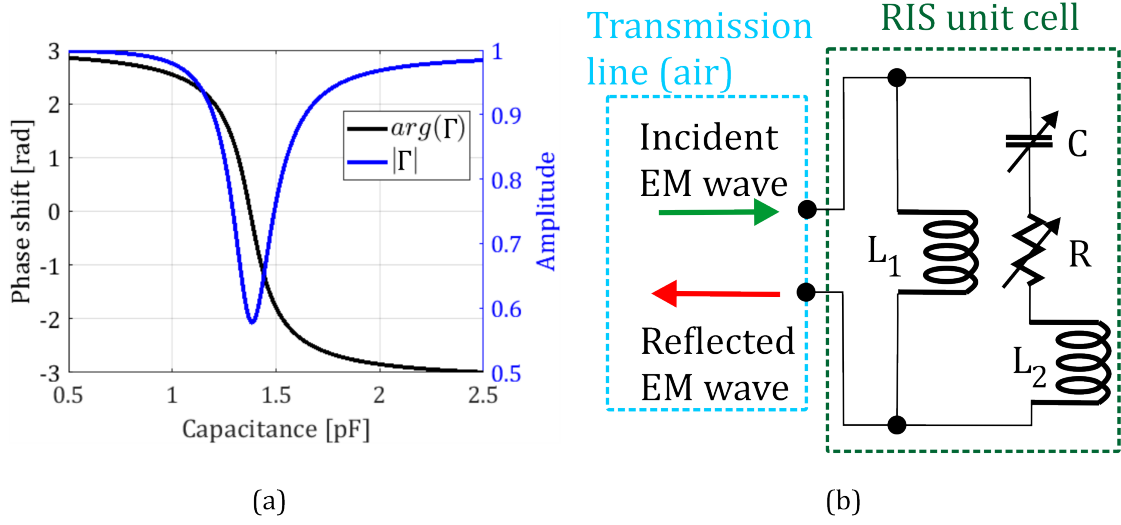 3
2
1
0
-1
-2
-3
Phase shift [rad]
0.5
1
1.5
2
2.5
Capacitance [pF]
1
0.9
0.8
0.7
0.6
0.5
Amplitude
arg(Γ)
|Γ|
(a)
Transmission
line (air)
RIS unit cell
Incident
EM wave
Reflected
EM wave
L1
C
R
L2
(b)